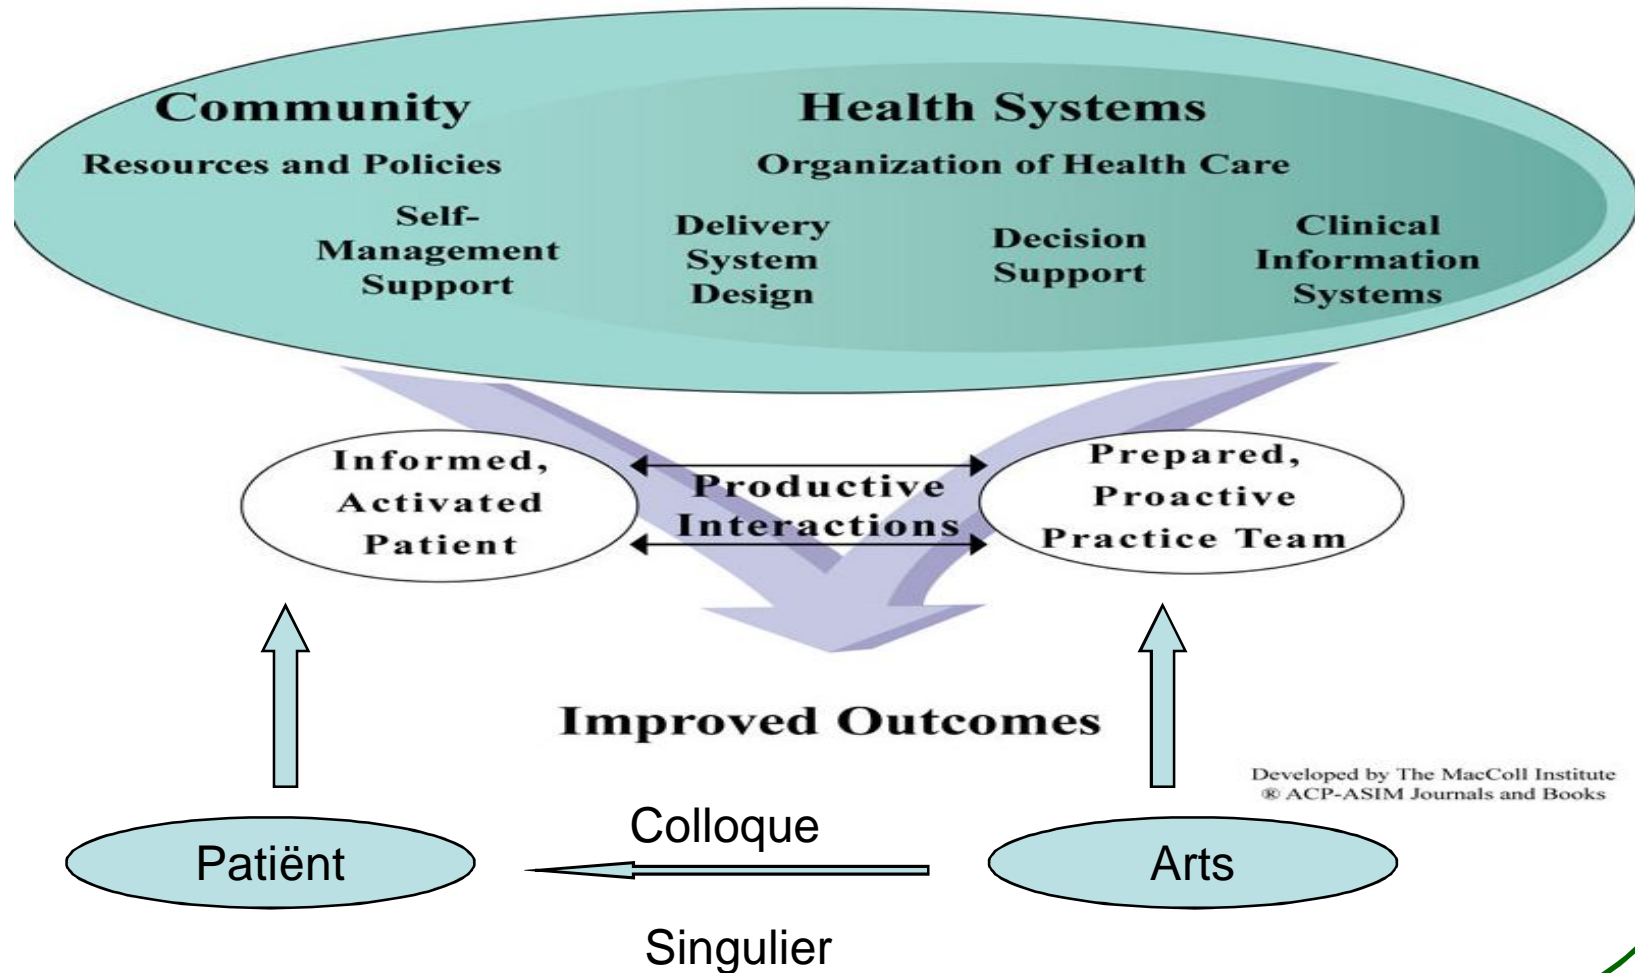 Community
Health Systems
Resources and Policies
Organization of Health Care
Self-
Management
Support
Delivery
System
Design
Decision
Support
Clinical
Information
Systems
Informed,
Activated
Patient
Productive
Interactions
Prepared,
Proactive
Practice Team
Improved Outcomes
Developed by The MacColl Institute
® ACP-ASIM Journals and Books
Colloque
Patiënt
Arts
Singulier